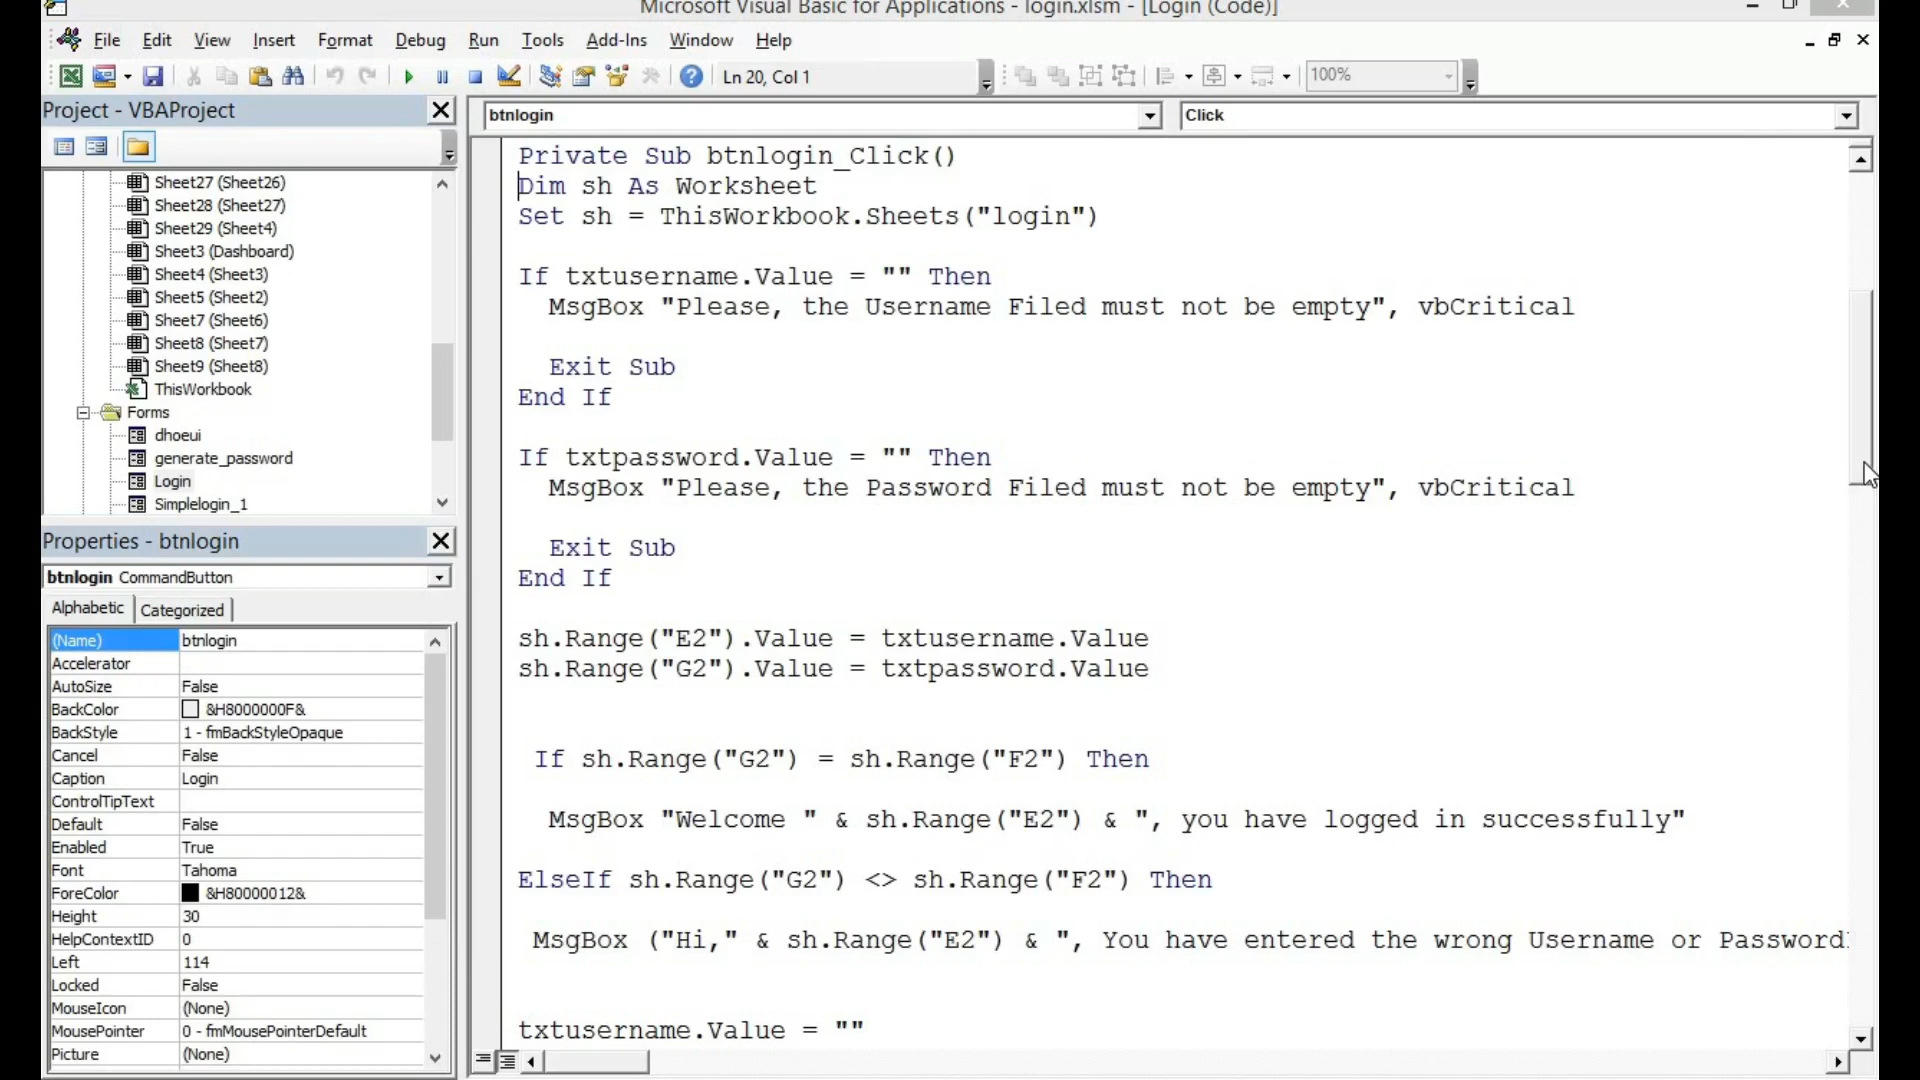 Microsoft Visual Basic for Applications - login.xlsm - [Login (Code)]
File Edit View Insert Format Debug Run Tools Add-Ins Window Help
Ln 20, Col 1
100%
Project - VBAProject
Sheet27 (Sheet26)
Sheet28 (Sheet27)
Sheet29 (Sheet4)
Sheet3 (Dashboard)
Sheet4 (Sheet3)
Sheet5 (Sheet2)
Sheet7 (Sheet6)
Sheet8 (Sheet7)
Sheet9 (Sheet8)
ThisWorkbook
Forms
dhoeui
generate_password
Login
Simplelogin_1
Properties - btnlogin
btnlogin CommandButton
Alphabetic Categorized
(Name) btnlogin
Accelerator
AutoSize False
BackColor &H8000000F&
BackStyle 1 - fmBackStyleOpaque
Cancel False
Caption Login
ControlTipText
Default False
Enabled True
Font Tahoma
ForeColor &H80000012&
Height 30
HelpContextID 0
Left 114
Locked False
MouseIcon (None)
MousePointer 0 - fmMousePointerDefault
Picture (None)
btnlogin
Click
Private Sub btnlogin_Click()
Dim sh As Worksheet
Set sh = ThisWorkbook.Sheets("login")
If txtusername.Value = "" Then
MsgBox "Please, the Username Filed must not be empty", vbCritical
Exit Sub
End If
If txtpassword.Value = "" Then
MsgBox "Please, the Password Filed must not be empty", vbCritical
Exit Sub
End If
sh.Range("E2").Value = txtusername.Value
sh.Range("G2").Value = txtpassword.Value
If sh.Range("G2") = sh.Range("F2") Then
MsgBox "Welcome " & sh.Range("E2") & ", you have logged in successfully"
ElseIf sh.Range("G2") <> sh.Range("F2") Then
MsgBox ("Hi," & sh.Range("E2") & ", You have entered the wrong Username or Password
txtusername.Value = ""